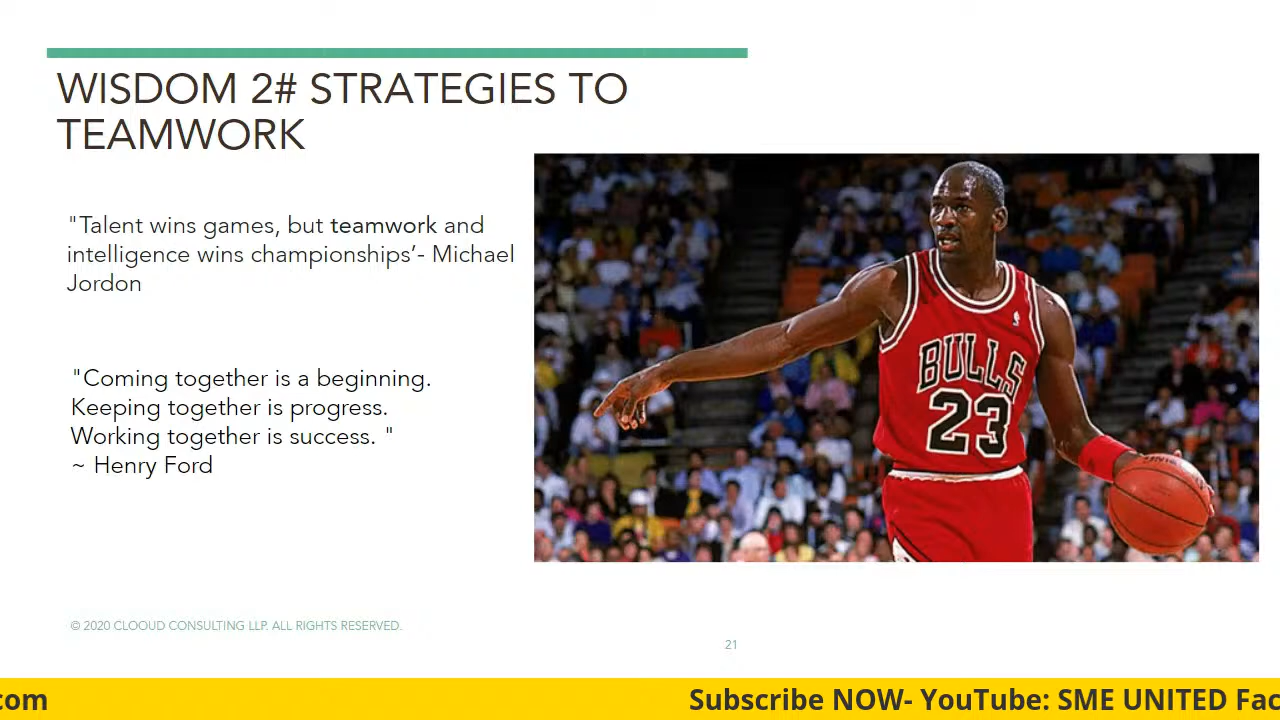 WISDOM 2# STRATEGIES TO
TEAMWORK
"Talent wins games, but teamwork and
intelligence wins championships’- Michael
Jordon
"Coming together is a beginning.
Keeping together is progress.
Working together is success. "
~ Henry Ford
BULLS
23
© 2020 CLOOUD CONSULTING LLP. ALL RIGHTS RESERVED.
21
.com
Subscribe NOW- YouTube: SME UNITED Fac